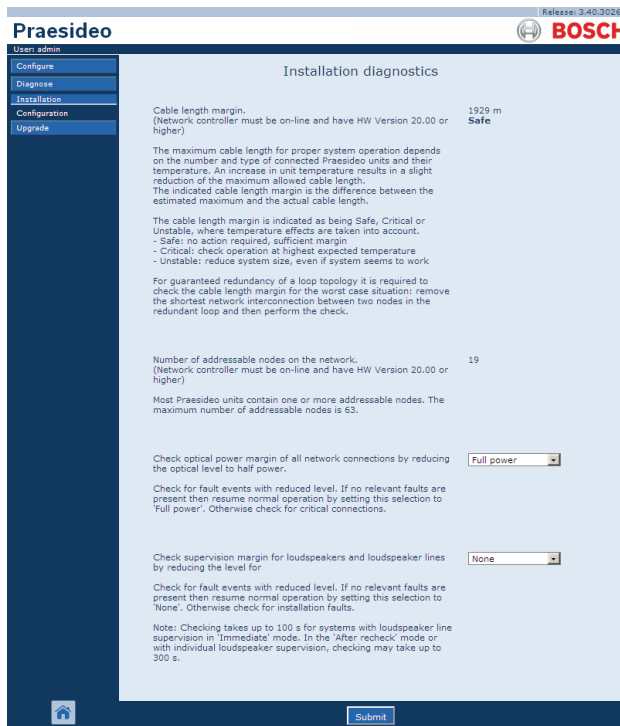 Release: 3.40.3026
Praesideo
BOSCH
User: admin
Configure
Diagnose
Installation
Configuration
Upgrade
Installation diagnostics
Cable length margin.
(Network controller must be on-line and have HW Version 20.00 or
higher)
1929 m
Safe
The maximum cable length for proper system operation depends
on the number and type of connected Praesideo units and their
temperature. An increase in unit temperature results in a slight
reduction of the maximum allowed cable length.
The indicated cable length margin is the difference between the
estimated maximum and the actual cable length.
The cable length margin is indicated as being Safe, Critical or
Unstable, where temperature effects are taken into account.
- Safe: no action required, sufficient margin
- Critical: check operation at highest expected temperature
- Unstable: reduce system size, even if system seems to work
For guaranteed redundancy of a loop topology it is required to
check the cable length margin for the worst case situation: remove
the shortest network interconnection between two nodes in the
redundant loop and then perform the check.
Number of addressable nodes on the network.
(Network controller must be on-line and have HW Version 20.00 or
higher)
19
Most Praesideo units contain one or more addressable nodes. The
maximum number of addressable nodes is 63.
Check optical power margin of all network connections by reducing
the optical level to half power.
Full power
Check for fault events with reduced level. If no relevant faults are
present then resume normal operation by setting this selection to
'Full power'. Otherwise check for critical connections.
Check supervision margin for loudspeakers and loudspeaker lines
by reducing the level for
None
Check for fault events with reduced level. If no relevant faults are
present then resume normal operation by setting this selection to
'None'. Otherwise check for installation faults.
Note: Checking takes up to 100 s for systems with loudspeaker line
supervision in 'Immediate' mode. In the 'After recheck' mode or
with individual loudspeaker supervision, checking may take up to
300 s.
Submit